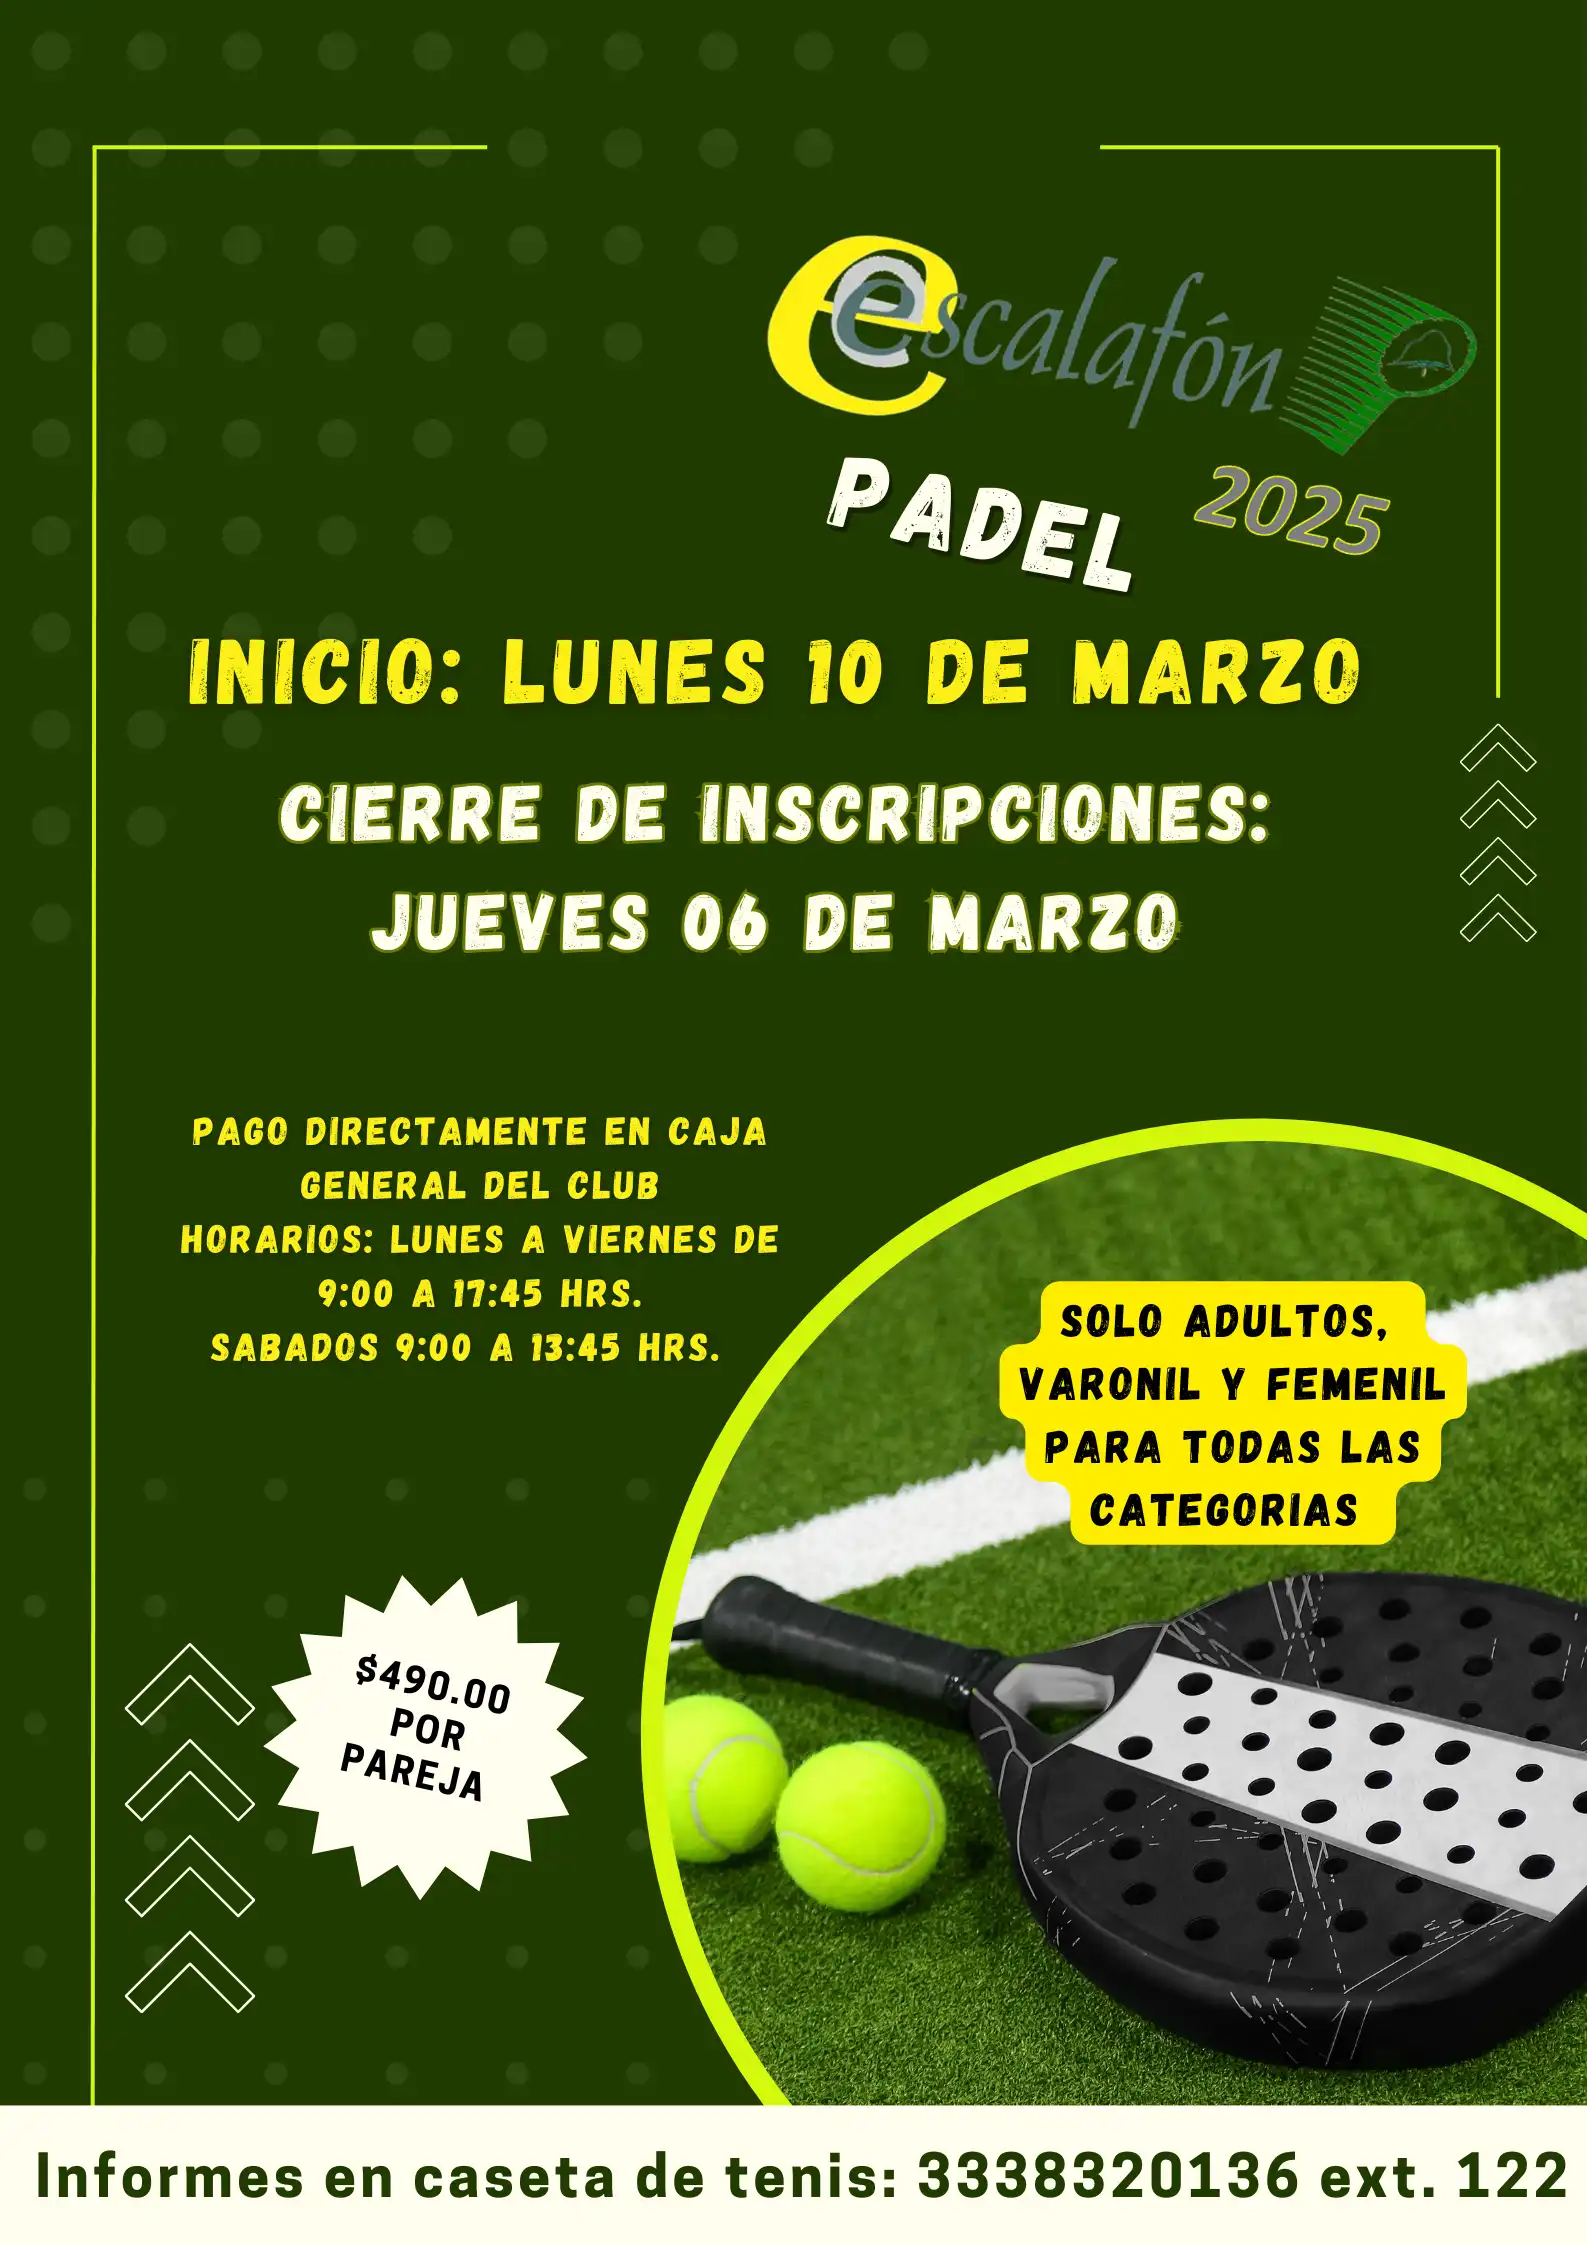 Escalafón
PADEL
2025
INICIO: LUNES 10 DE MARZO
CIERRE DE INSCRIPCIONES:
JUEVES 06 DE MARZO
PAGO DIRECTAMENTE EN CAJA
GENERAL DEL CLUB
HORARIOS: LUNES A VIERNES DE
9:00 A 17:45 HRS.
SABADOS 9:00 A 13:45 HRS.
SOLO ADULTOS,
VARONIL Y FEMENIL
PARA TODAS LAS
CATEGORIAS
$490.00
POR
PAREJA
Informes en caseta de tenis: 3338320136 ext. 122